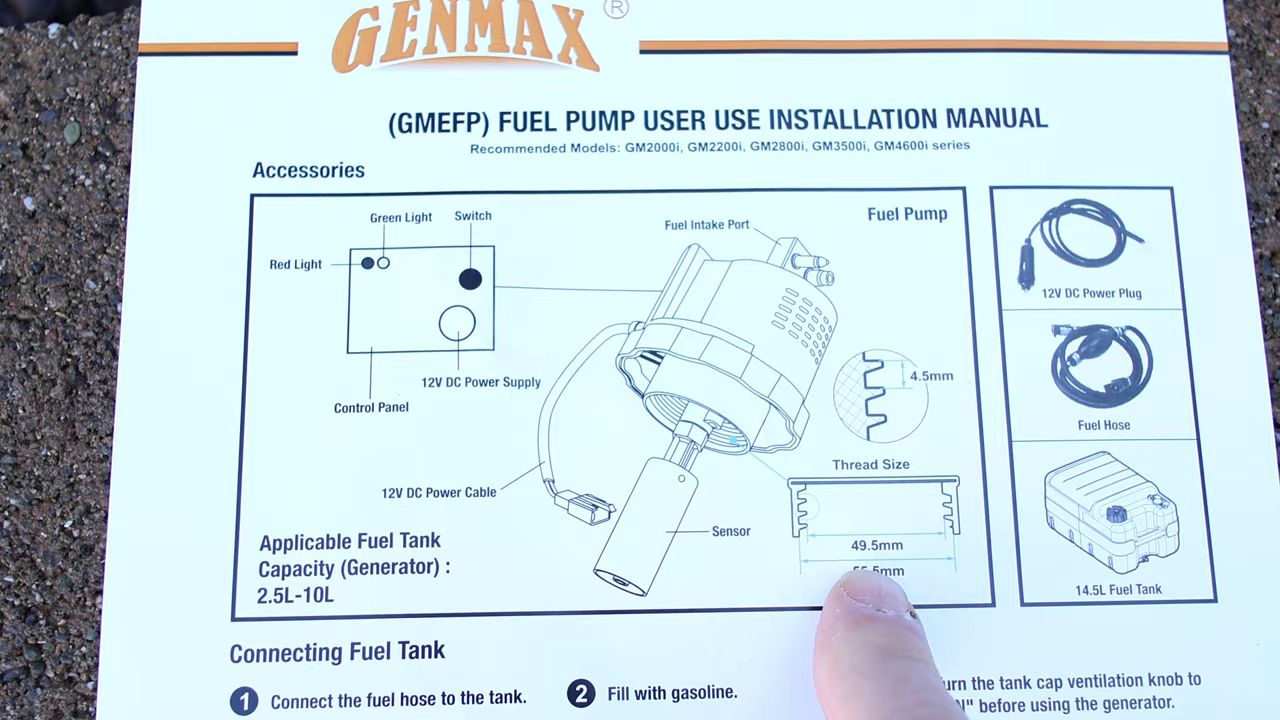 GENMAX®
(GMEFP) FUEL PUMP USER USE INSTALLATION MANUAL
Recommended Models: GM2000i, GM2200i, GM2800i, GM3500i, GM4600i series
Accessories
Fuel Pump
Green Light
Switch
Red Light
12V DC Power Supply
Control Panel
Fuel Intake Port
4.5mm
Thread Size
49.5mm
55.5mm
12V DC Power Cable
Sensor
Applicable Fuel Tank
Capacity (Generator) :
2.5L-10L
12V DC Power Plug
Fuel Hose
14.5L Fuel Tank
Connecting Fuel Tank
1 Connect the fuel hose to the tank.
2 Fill with gasoline.
the tank cap ventilation knob to
before using the generator.